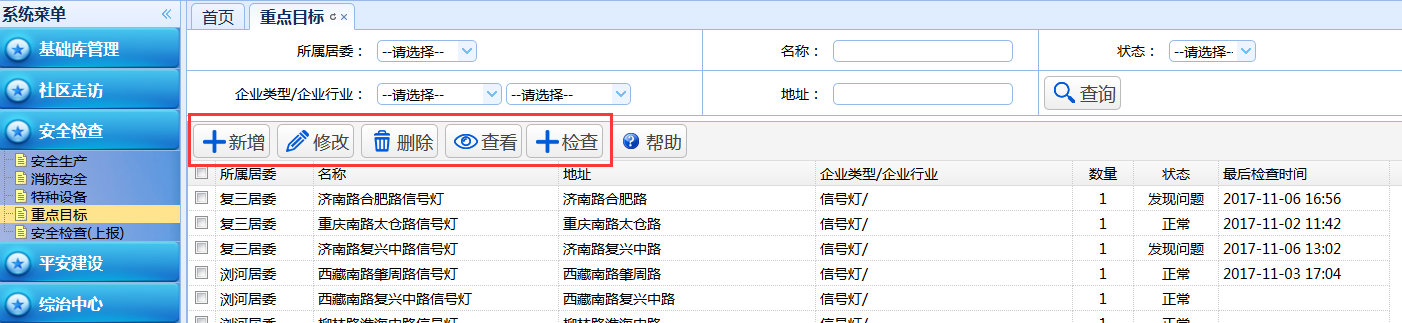 系统菜单
首页 重点目标
基础库管理
社区走访
安全检查
安全生产
消防安全
特种设备
重点目标
安全检查(上报)
平安建设
综治中心
所属居委： --请选择-- 名称： 状态： --请选择--
企业类型/企业行业： --请选择-- --请选择-- 地址： 查询
新增 修改 删除 查看 检查 帮助
所属居委 名称 地址 企业类型/企业行业 数量 状态 最后检查时间
复三居委 济南路合肥路信号灯 济南路合肥路 信号灯/ 1 发现问题 2017-11-06 16:56
复三居委 重庆南路太仓路信号灯 重庆南路太仓路 信号灯/ 1 正常 2017-11-02 11:42
复三居委 济南路复兴中路信号灯 济南路复兴中路 信号灯/ 1 发现问题 2017-11-06 13:02
浏河居委 西藏南路肇周路信号灯 西藏南路肇周路 信号灯/ 1 正常 2017-11-03 17:04
浏河居委 西藏南路复兴中路信号灯 西藏南路复兴中路 信号灯/ 1 正常